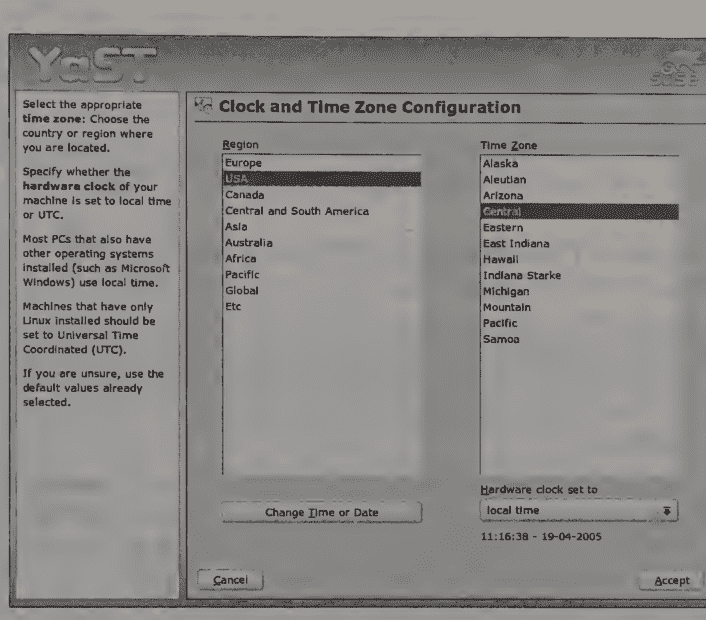 YaST
SUSE
Select the appropriate
time zone: Choose the
country or region where
you are located.
Specify whether the
hardware clock of your
machine is set to local time
or UTC.
Most PCs that also have
other operating systems
installed (such as Microsoft
Windows) use local time.
Machines that have only
Linux installed should be
set to Universal Time
Coordinated (UTC).
If you are unsure, use the
default values already
selected.
Clock and Time Zone Configuration
Region
Europe
USA
Canada
Central and South America
Asia
Australia
Africa
Pacific
Global
Etc
Change Time or Date
Time Zone
Alaska
Aleutian
Arizona
Central
Eastern
East Indiana
Hawaii
Indiana Starke
Michigan
Mountain
Pacific
Samoa
Hardware clock set to
local time
11:16:38 - 19-04-2005
Cancel
Accept